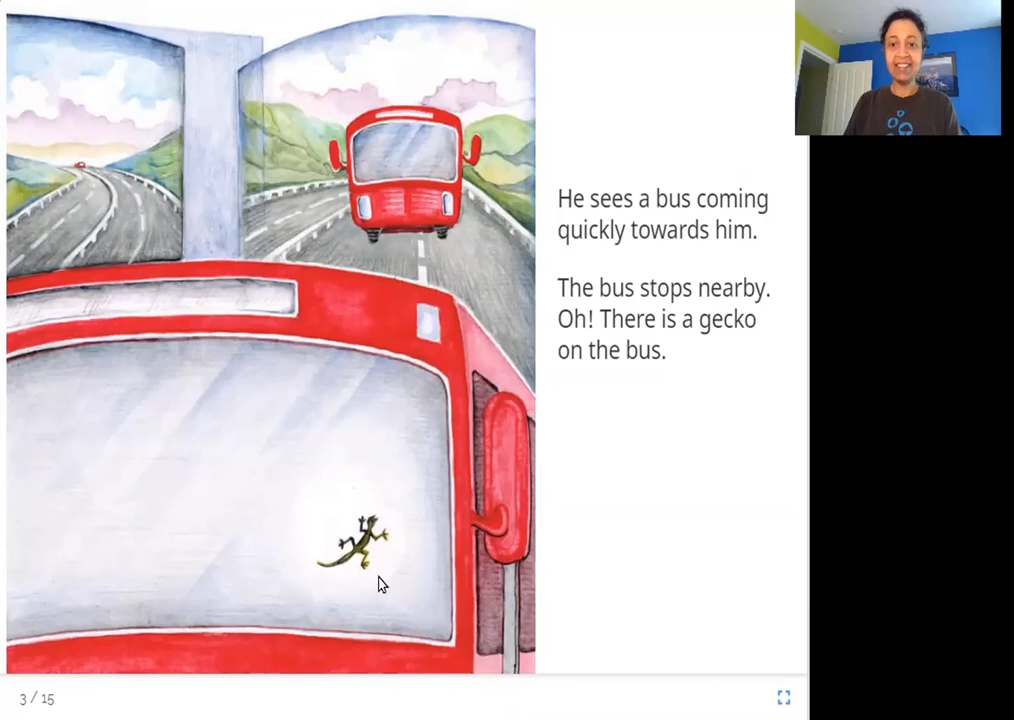 He sees a bus coming
quickly towards him.
The bus stops nearby.
Oh! There is a gecko
on the bus.
3 / 15